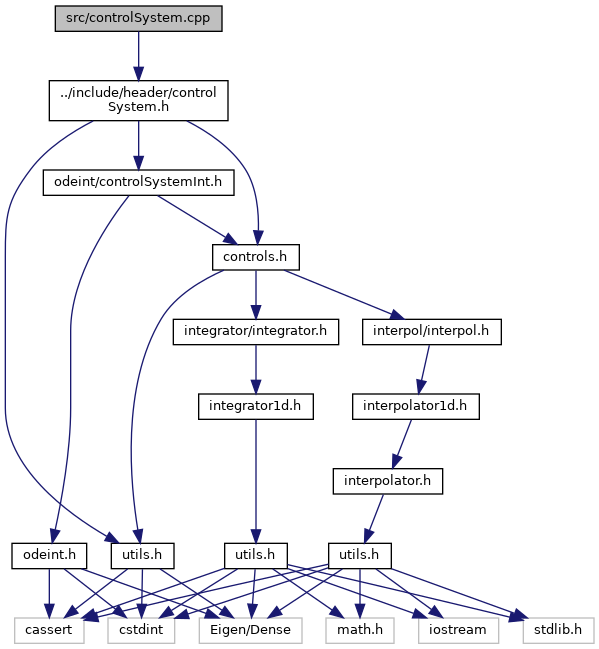 src/controlSystem.cpp
../include/header/control
System.h
odeint/controlSystemInt.h
controls.h
integrator/integrator.h
interpol/interpol.h
integrator1d.h
interpolator1d.h
interpolator.h
odeint.h
utils.h
utils.h
utils.h
cassert
cstdint
Eigen/Dense
math.h
iostream
stdlib.h